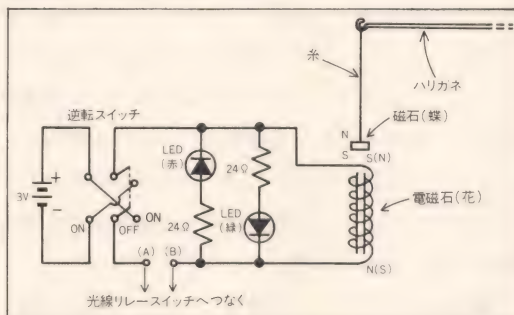 糸
ハリガネ
逆転スイッチ
N
磁石(蝶)
S
S(N)
LED
(赤)
24Ω
+
3V
−
電磁石(花)
24Ω
LED
(緑)
ON
OFF
ON
(A)
(B)
N(S)
光線リレースイッチへつなぐ